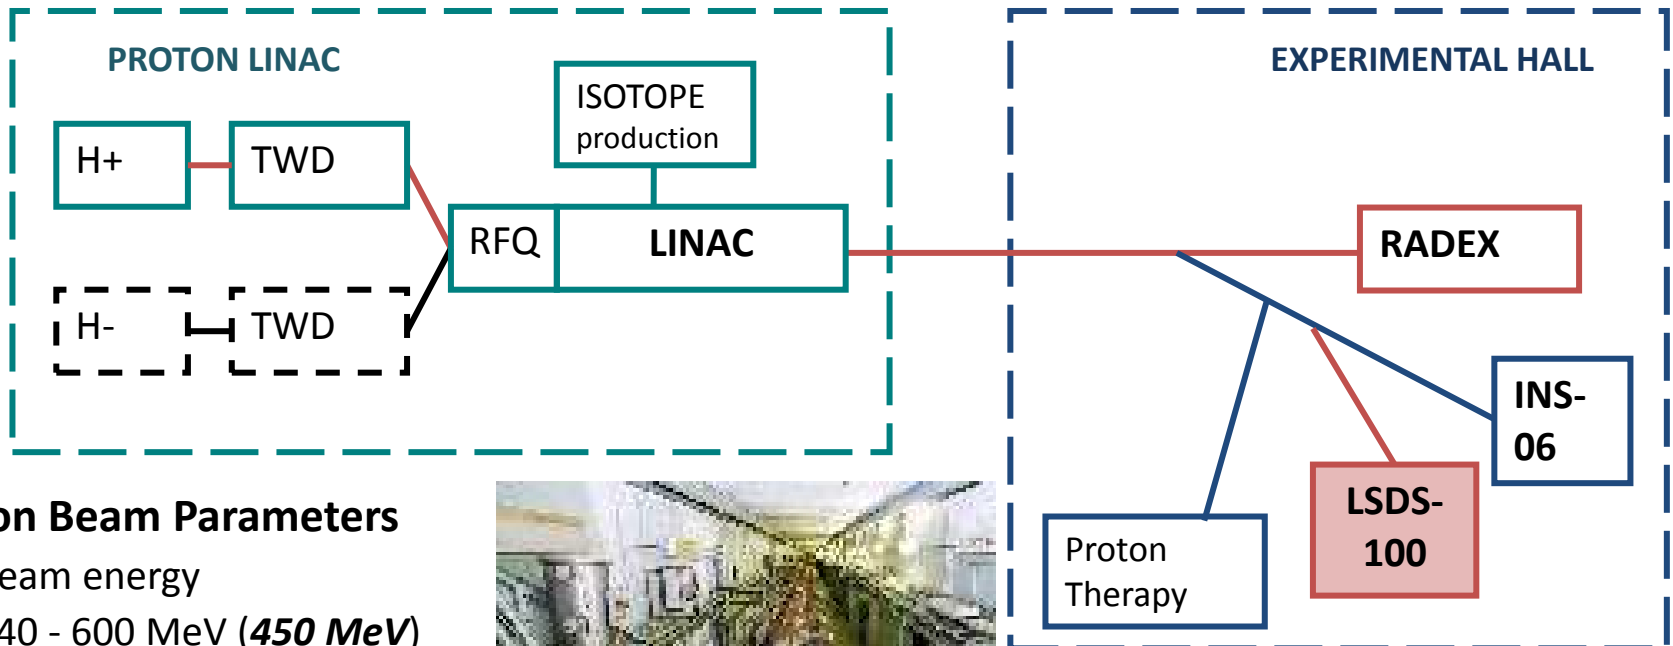 PROTON LINAC
EXPERIMENTAL HALL
ISOTOPE
production
H+
TWD
RFQ
LINAC
RADEX
H-
TWD
INS-
06
LSDS-
100
Proton
Therapy
on Beam Parameters
eam energy
40 - 600 MeV (450 MeV)